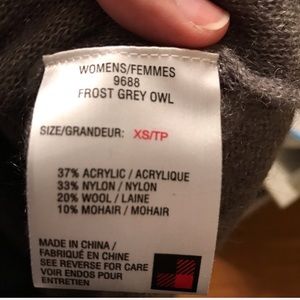 WOMENS/FEMMES
9688
FROST GREY OWL
SIZE/GRANDEUR: XS/TP
37% ACRYLIC / ACRYLIQUE
33% NYLON / NYLON
20% WOOL / LAINE
10% MOHAIR / MOHAIR
MADE IN CHINA /
FABRIQUÉ EN CHINE
SEE REVERSE FOR CARE
VOIR ENDOS POUR
ENTRETIEN